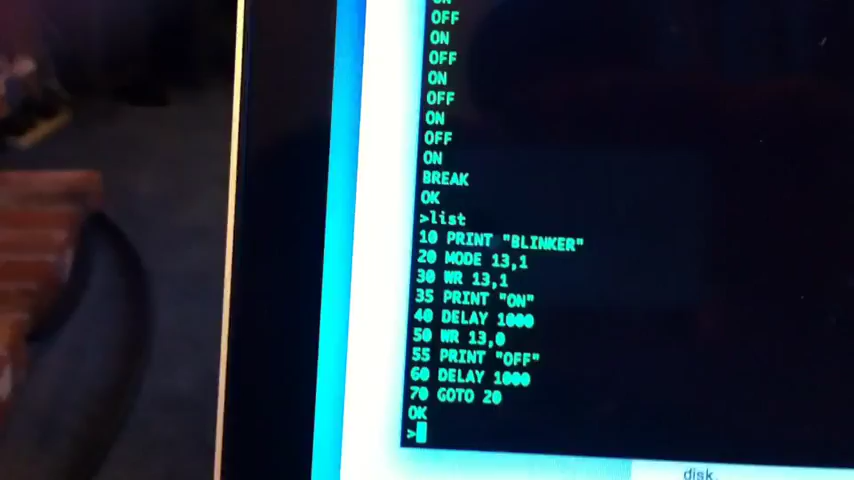 ON
OFF
ON
OFF
ON
OFF
ON
OFF
ON
BREAK
OK
>list
10 PRINT "BLINKER"
20 MODE 13,1
30 WR 13,1
35 PRINT "ON"
40 DELAY 1000
50 WR 13,0
55 PRINT "OFF"
60 DELAY 1000
70 GOTO 20
OK
>
disk.